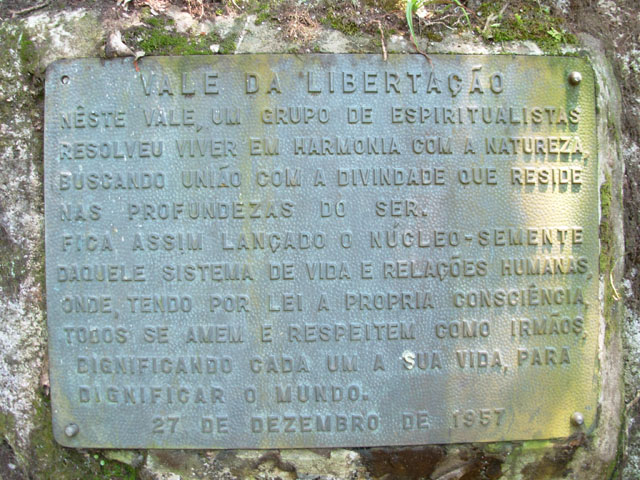 VALE DA LIBERTAÇÃO
NÊSTE VALE, UM GRUPO DE ESPIRITUALISTAS
RESOLVEU VIVER EM HARMONIA COM A NATUREZA,
BUSCANDO UNIÃO COM A DIVINDADE QUE RESIDE
NAS PROFUNDEZAS DO SER.
FICA ASSIM LANÇADO O NÚCLEO-SEMENTE
DAQUELE SISTEMA DE VIDA E RELAÇÕES HUMANAS,
ONDE, TENDO POR LEI A PROPRIA CONSCIÊNCIA,
TODOS SE AMEM E RESPEITEM COMO IRMÃOS,
DIGNIFICANDO CADA UM A SUA VIDA, PARA
DIGNIFICAR O MUNDO.
27 DE DEZEMBRO DE 1957